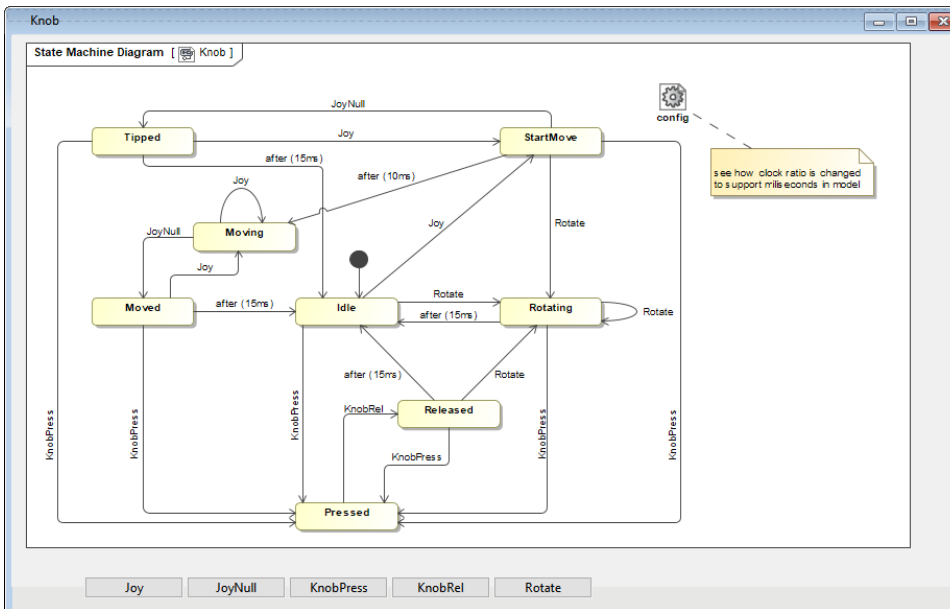 Knob
State Machine Diagram [ Knob ]
JoyNull
config
Tipped
Joy
StartMove
after (15ms)
after (10ms)
see how clock ratio is changed
to support miliseconds in model
Joy
Joy
Rotate
JoyNull
Moving
Joy
Moved
after (15ms)
Idle
Rotate
after (15ms)
Rotating
Rotate
after (15ms)
Rotate
KnobPress
KnobPress
KnobPress
KnobRel
Released
KnobPress
KnobPress
KnobPress
Pressed
Joy
JoyNull
KnobPress
KnobRel
Rotate